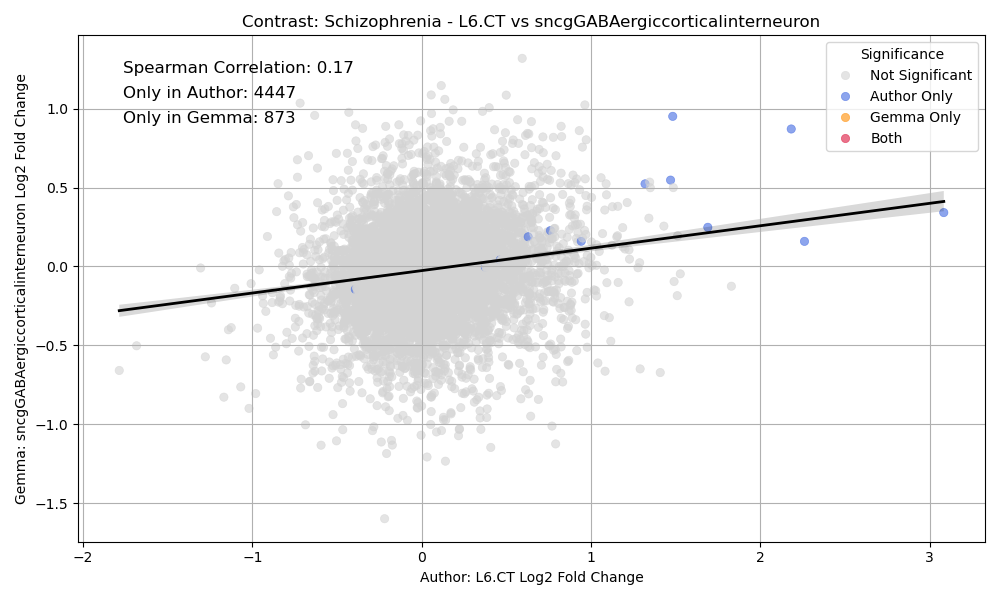 Contrast: Schizophrenia - L6.CT vs sncgGABAergiccorticalinterneuron
Spearman Correlation: 0.17
Only in Author: 4447
Only in Gemma: 873
Significance
Not Significant
Author Only
Gemma Only
Both
Gemma: sncgGABAergiccorticalinterneuron Log2 Fold Change
1.0
0.5
0.0
−0.5
−1.0
−1.5
−2
−1
0
1
2
3
Author: L6.CT Log2 Fold Change